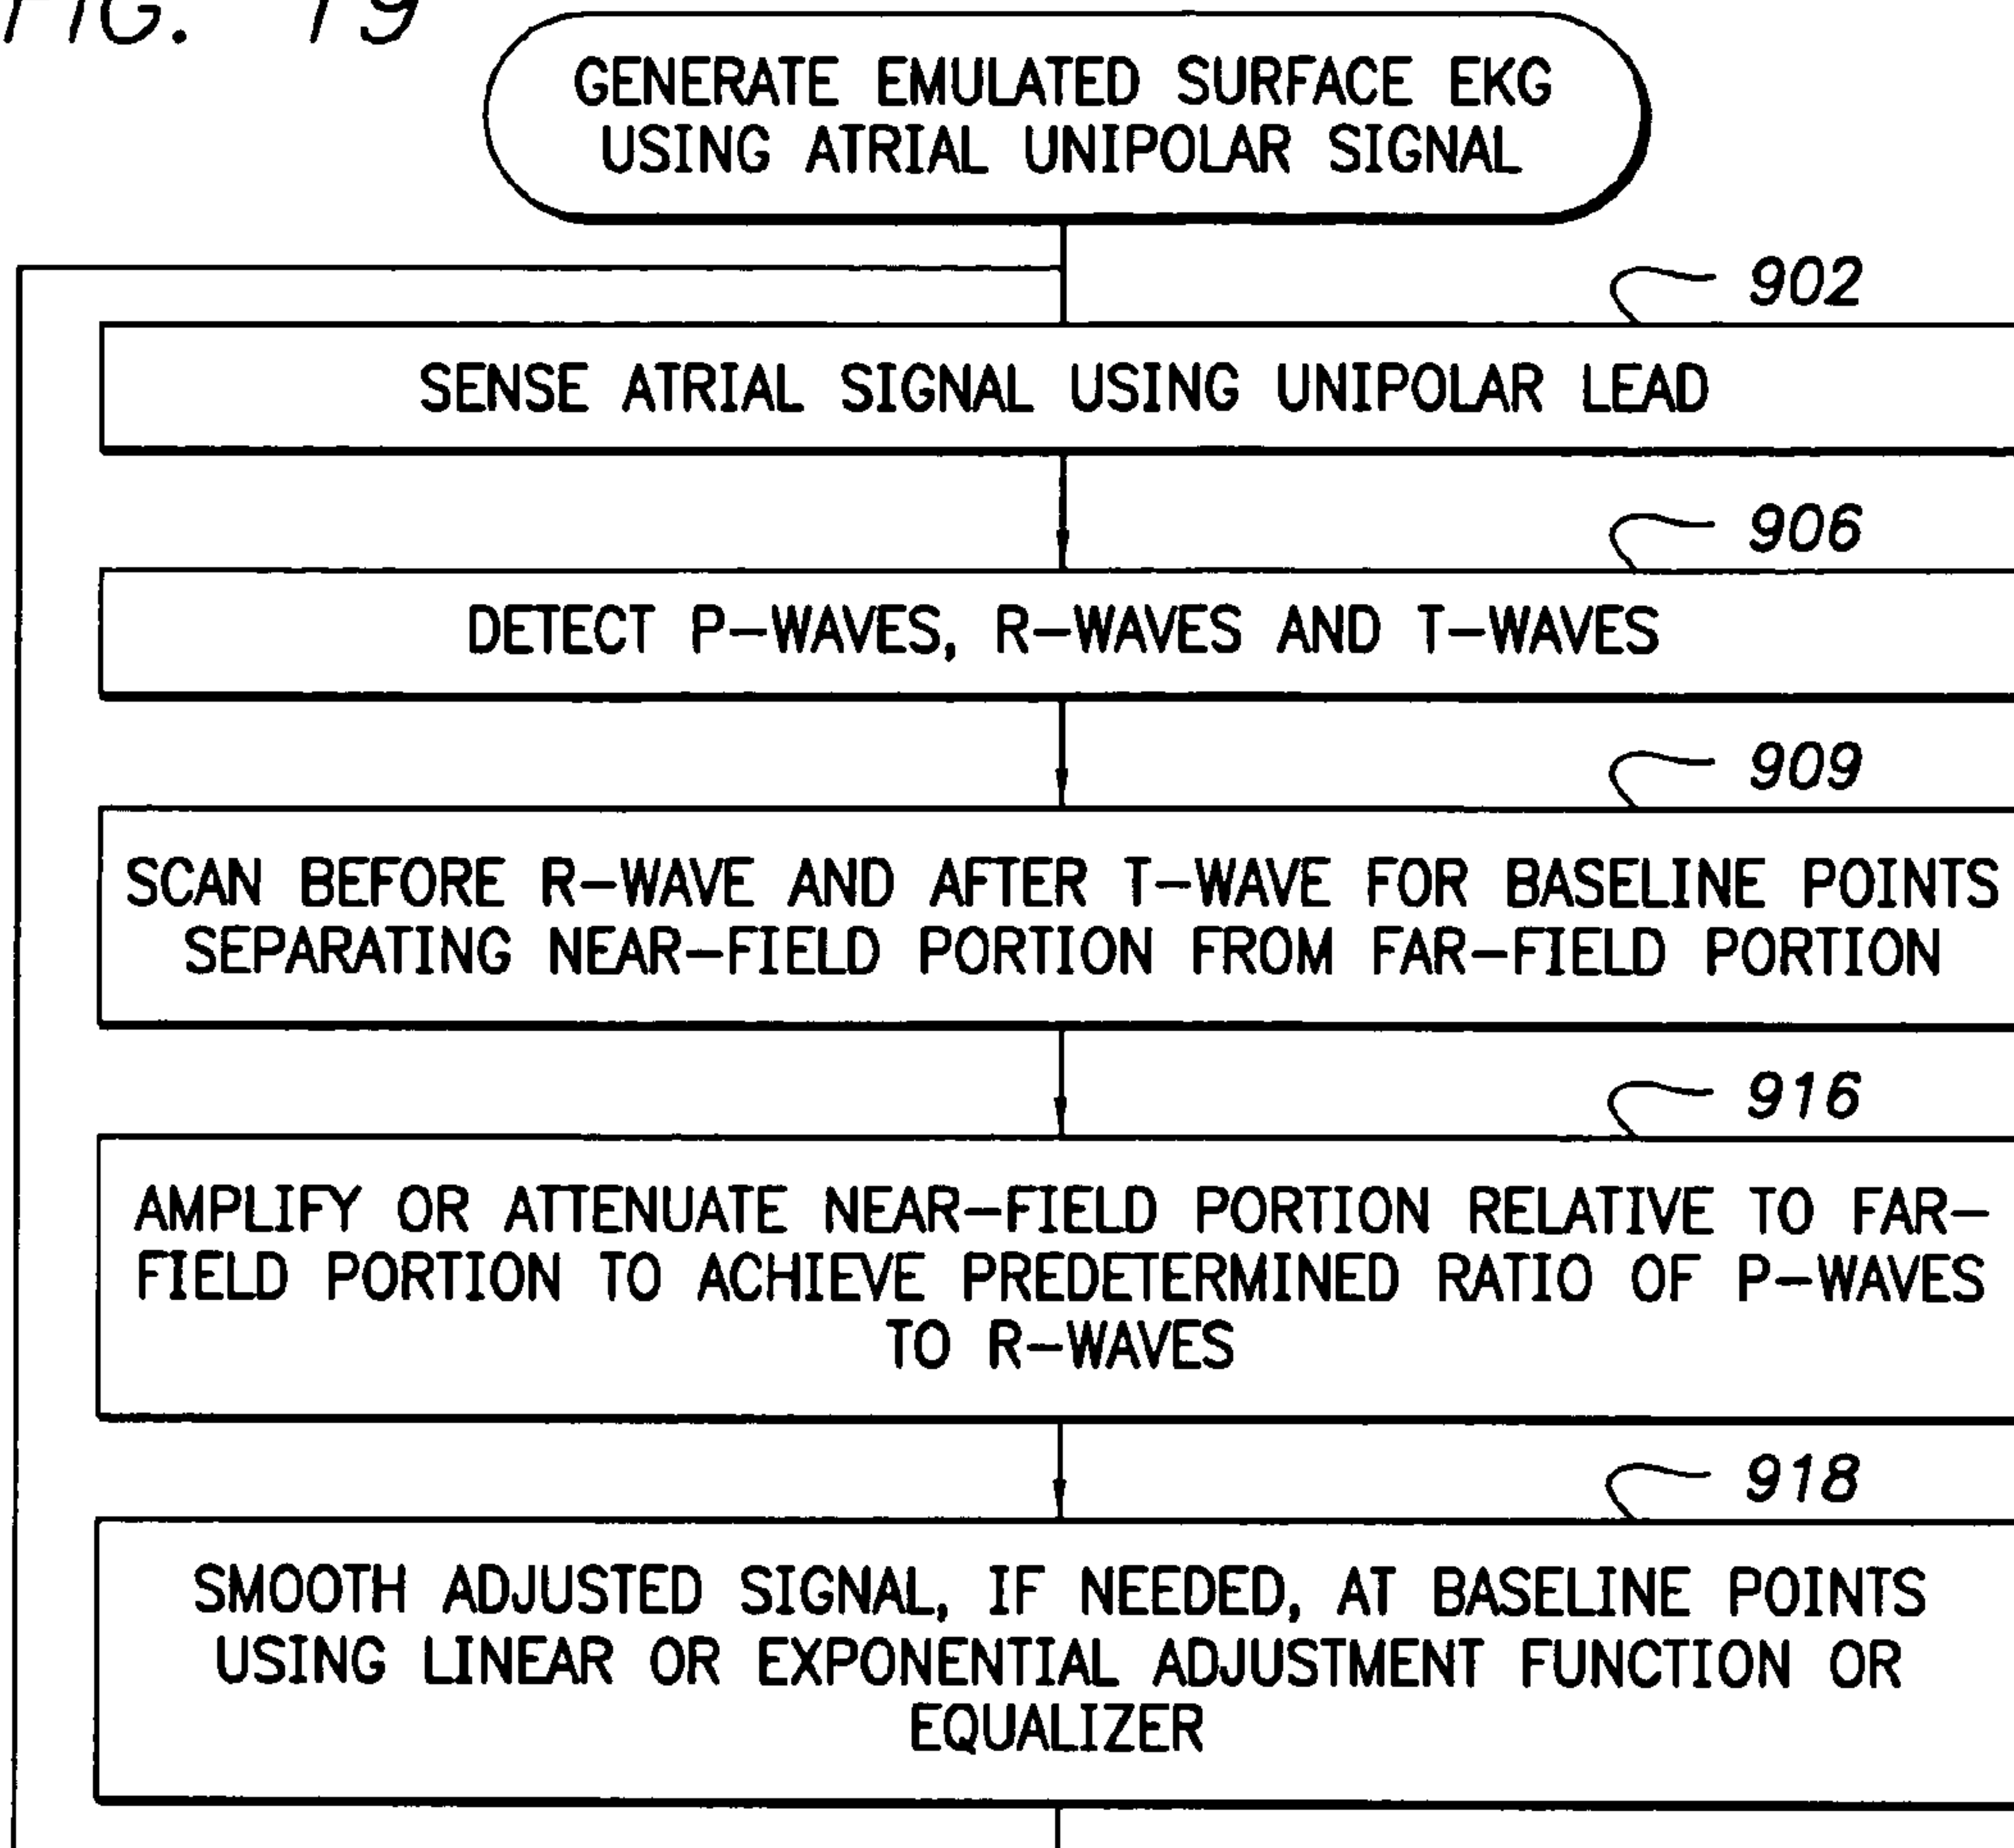 FIG. 19
GENERATE EMULATED SURFACE EKG
USING ATRIAL UNIPOLAR SIGNAL
902
SENSE ATRIAL SIGNAL USING UNIPOLAR LEAD
906
DETECT P-WAVES, R-WAVES AND T-WAVES
909
SCAN BEFORE R-WAVE AND AFTER T-WAVE FOR BASELINE POINTS
SEPARATING NEAR-FIELD PORTION FROM FAR-FIELD PORTION
916
AMPLIFY OR ATTENUATE NEAR-FIELD PORTION RELATIVE TO FAR-
FIELD PORTION TO ACHIEVE PREDETERMINED RATIO OF P-WAVES
TO R-WAVES
918
SMOOTH ADJUSTED SIGNAL, IF NEEDED, AT BASELINE POINTS
USING LINEAR OR EXPONENTIAL ADJUSTMENT FUNCTION OR
EQUALIZER